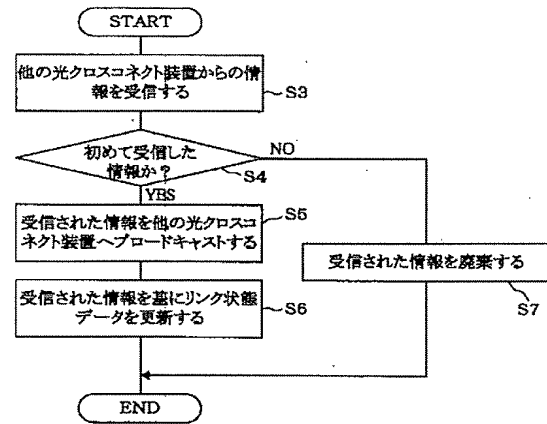 START
他の光クロスコネクト装置からの情
報を受信する
S3
初めて受信した
情報か？
NO
S4
YES
S5
受信された情報を他の光クロスコ
ネクト装置へブロードキャストする
受信された情報を廃棄する
S7
受信された情報を基にリンク状態
データを更新する
S6
END